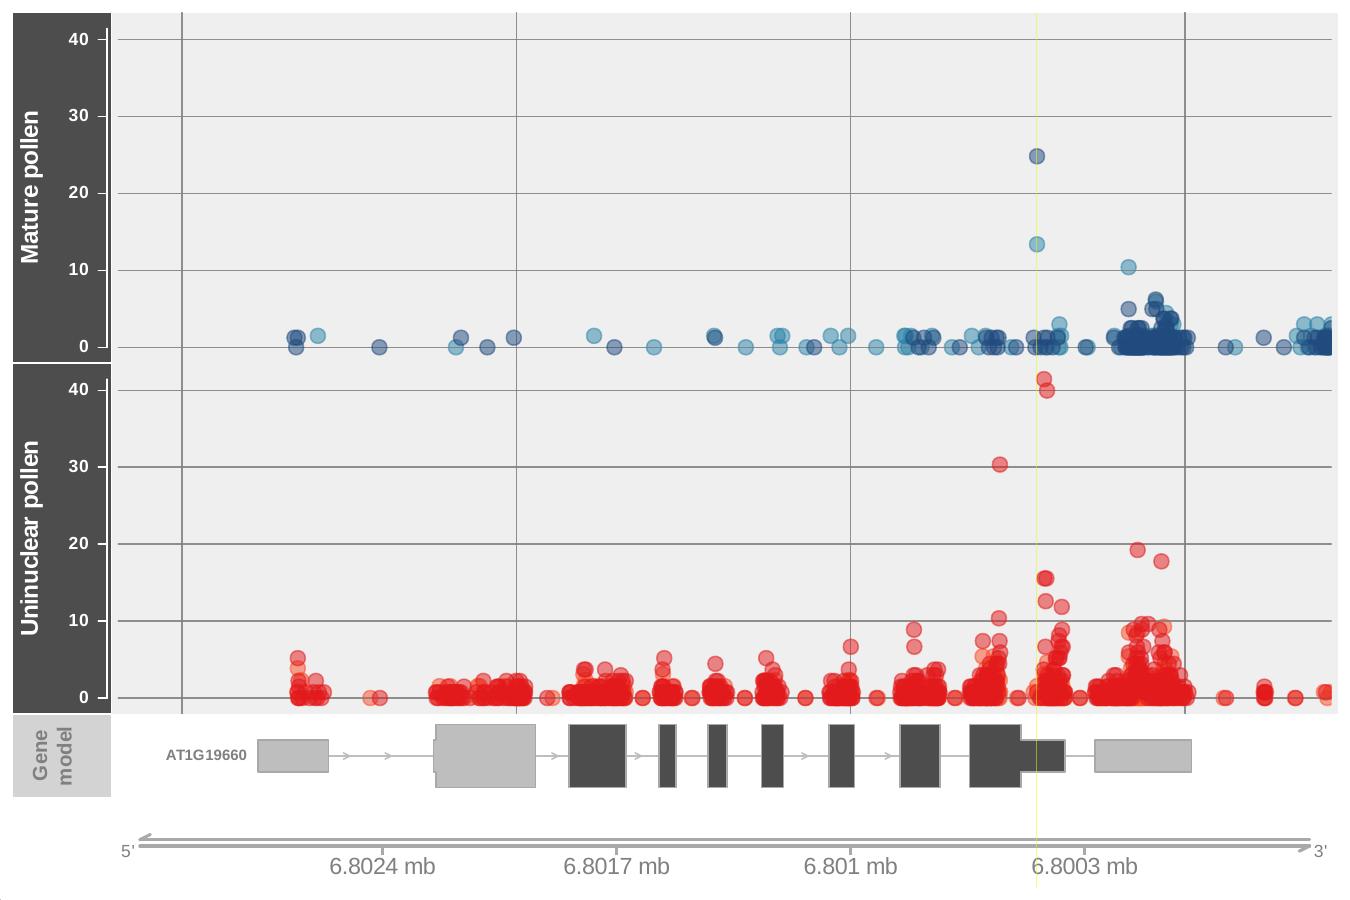 Mature pollen
40
30
20
10
0
Uninuclear pollen
40
30
20
10
0
Gene
model
AT1G19660
5'
3'
6.8024 mb
6.8017 mb
6.801 mb
6.8003 mb